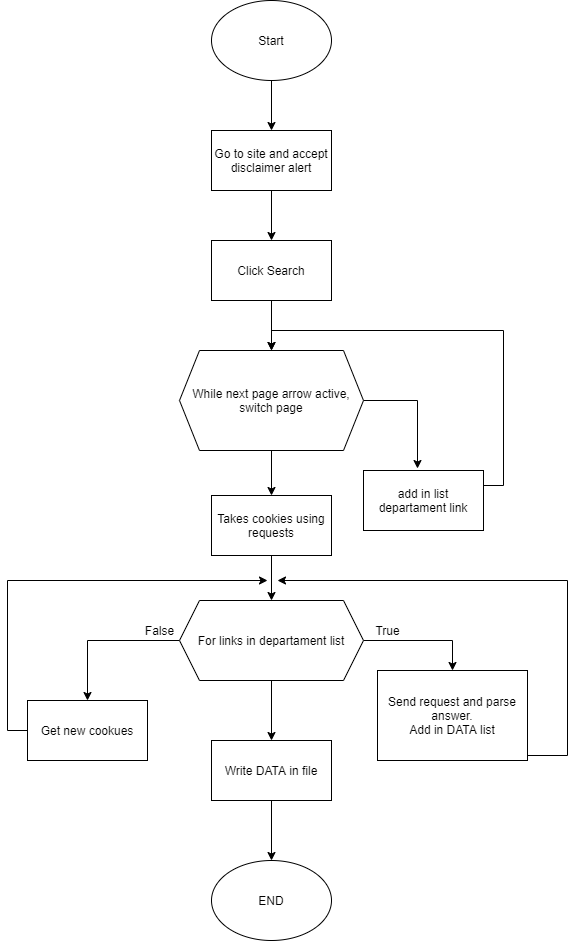 Start
Go to site and accept
disclaimer alert
Click Search
While next page arrow active,
switch page
add in list
departament link
Takes cookies using
requests
False
For links in departament list
True
Get new cookues
Send request and parse
answer.
Add in DATA list
Write DATA in file
END